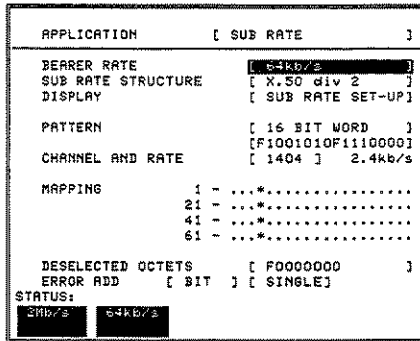 APPLICATION [ SUB RATE ]
BEARER RATE [ 64kb/s ]
SUB RATE STRUCTURE [ X.50 div 2 ]
DISPLAY [ SUB RATE SET-UP]
PATTERN [ 16 BIT WORD ]
[F1001010F1110000]
CHANNEL AND RATE [ 1404 ] 2.4kb/s
MAPPING 1 - ...*................
21 - ...*................
41 - ...*................
61 - ...*................
DESELECTED OCTETS [ F0000000 ]
ERROR ADD [ BIT ] [ SINGLE]
STATUS:
2Mb/s 64kb/s